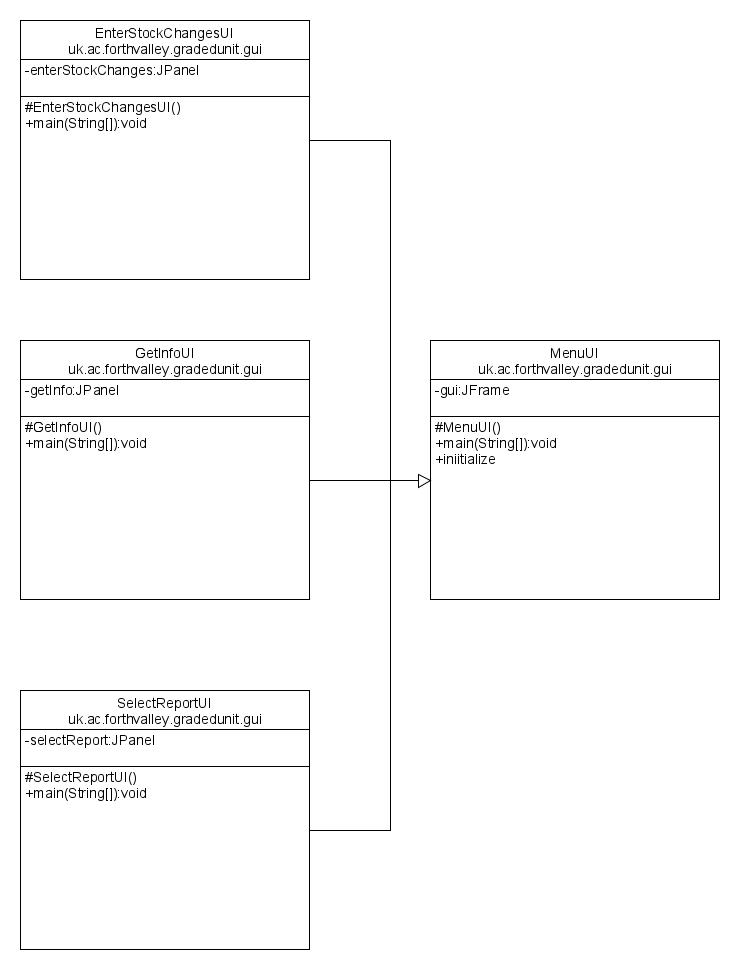 EnterStockChangesUI
uk.ac.forthvalley.gradedunit.gui
-enterStockChanges:JPanel
#EnterStockChangesUI()
+main(String[]):void
GetInfoUI
uk.ac.forthvalley.gradedunit.gui
-getInfo:JPanel
#GetInfoUI()
+main(String[]):void
MenuUI
uk.ac.forthvalley.gradedunit.gui
-gui:JFrame
#MenuUI()
+main(String[]):void
+iniitialize
SelectReportUI
uk.ac.forthvalley.gradedunit.gui
-selectReport:JPanel
#SelectReportUI()
+main(String[]):void